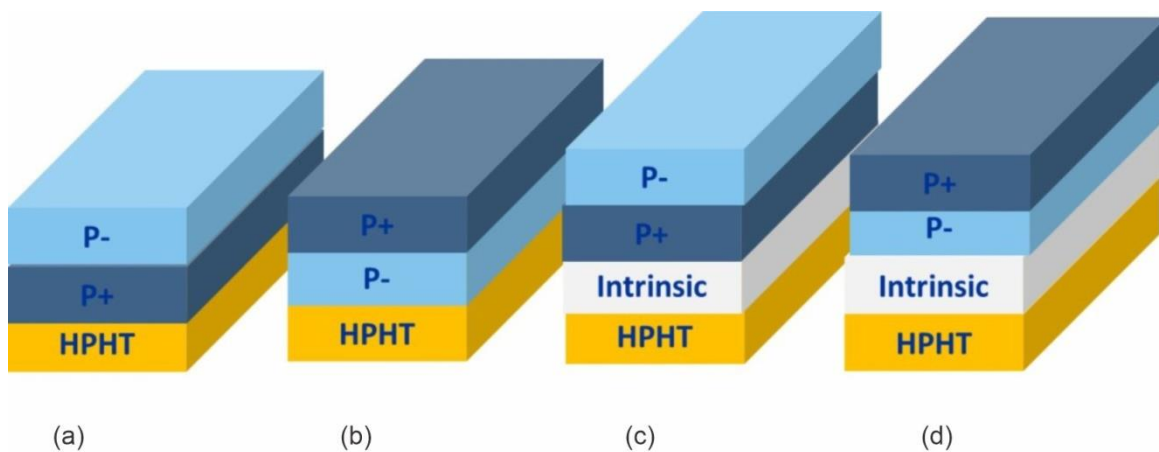 P-
P+
HPHT
(a)
P+
P-
HPHT
(b)
P-
P+
Intrinsic
HPHT
(c)
P+
P-
Intrinsic
HPHT
(d)